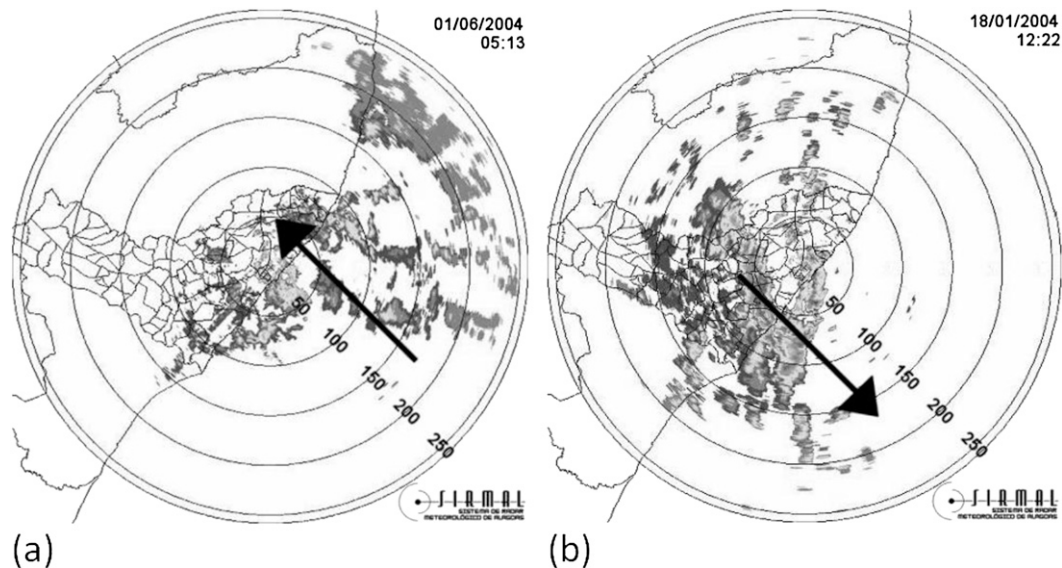 01/06/2004
05:13
50
100
150
200
250
SIRMAL
SISTEMA DE RADAR
METEOROLÓGICO DE ALAGOAS
(a)
18/01/2004
12:22
50
100
150
200
250
SIRMAL
SISTEMA DE RADAR
METEOROLÓGICO DE ALAGOAS
(b)